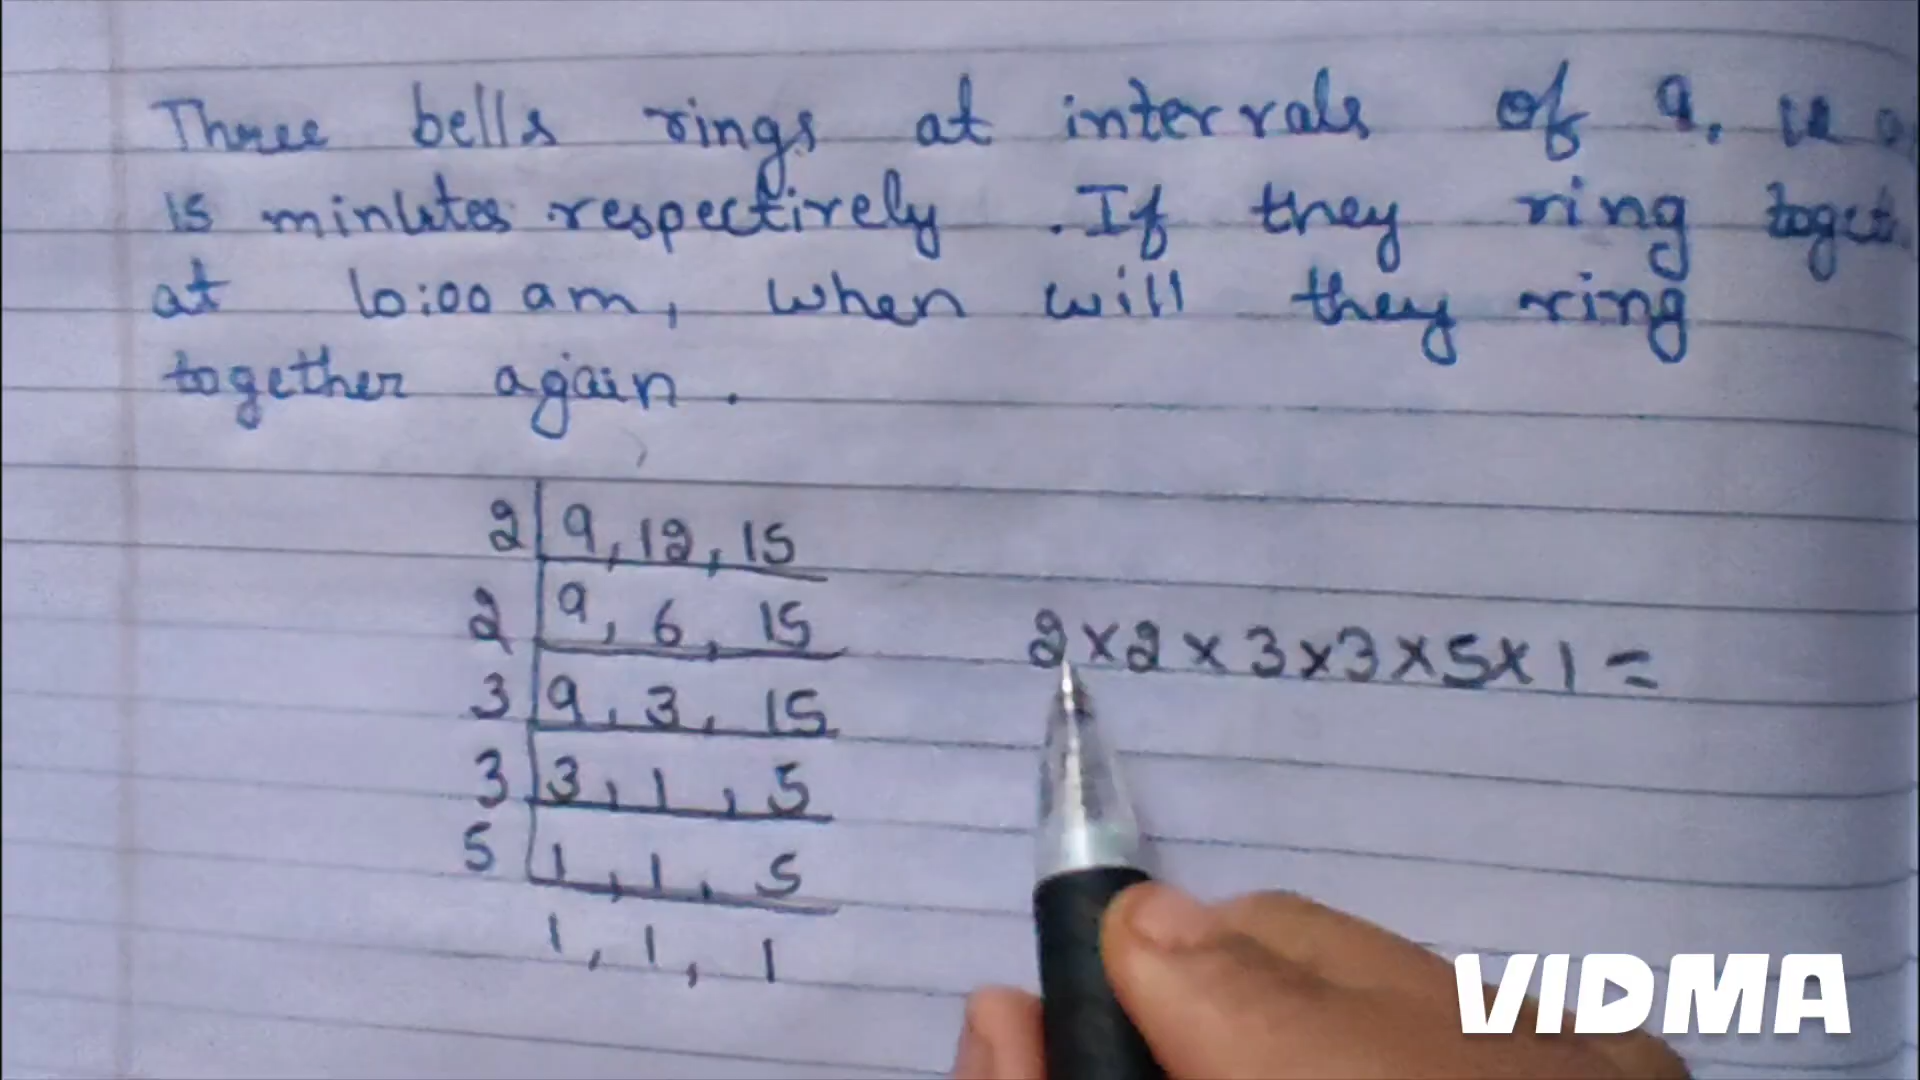 Three bells rings at intervals of 9,
15 minutes respectively. If they ring
at 10:00 am, when will they ring
together again.
2 9, 12, 15
2 9, 6, 15
3 9, 3, 15
3 3, 1, 5
5 1, 1, 5
1, 1, 1
2×2×3×3×5×1=
VIDMA